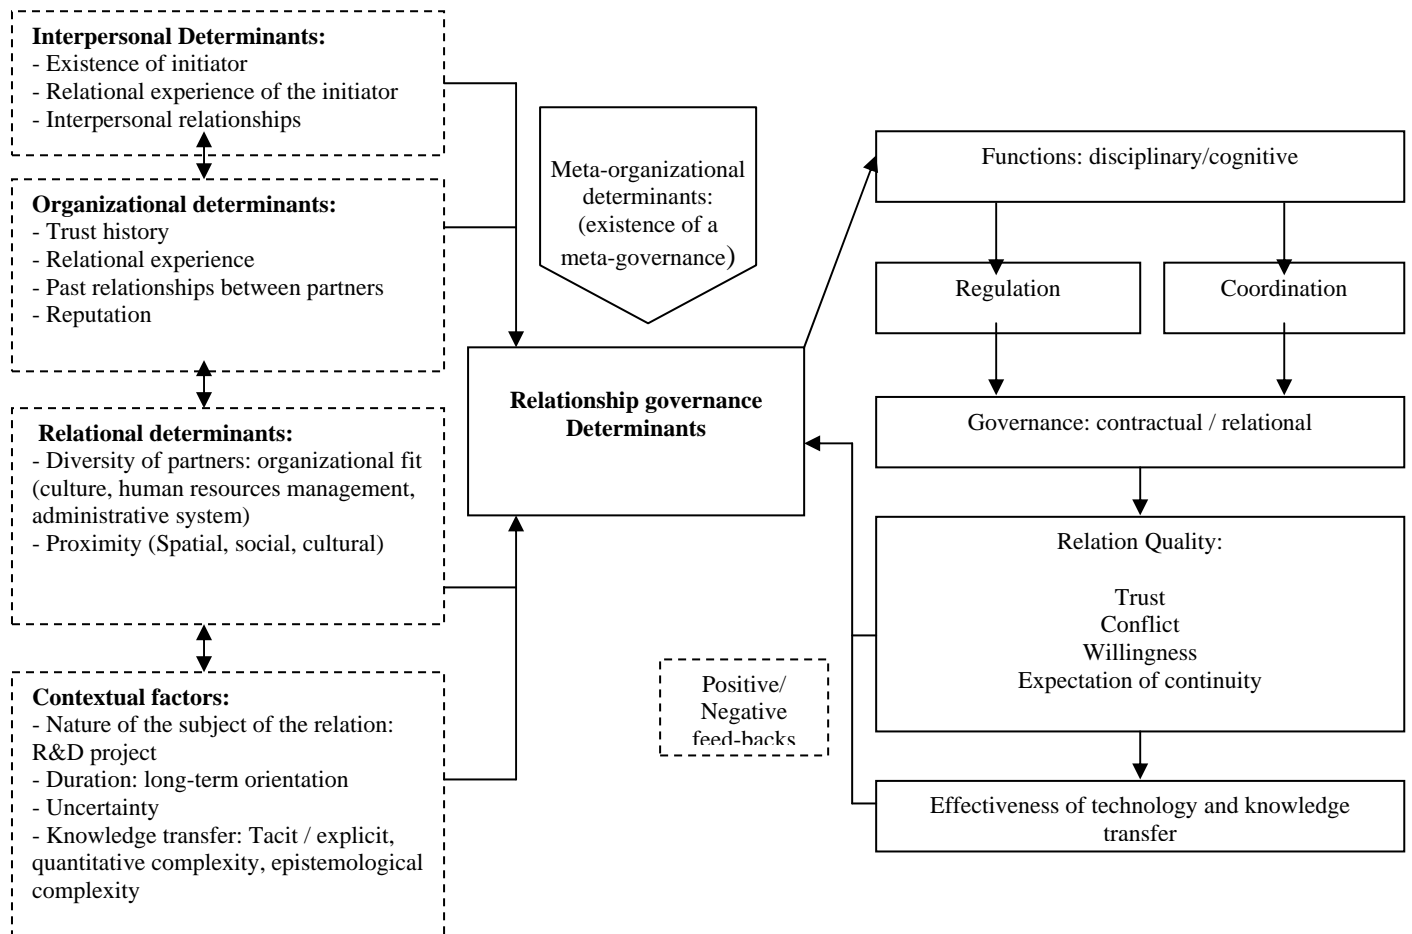 Interpersonal Determinants:
- Existence of initiator
- Relational experience of the initiator
- Interpersonal relationships
Organizational determinants:
- Trust history
- Relational experience
- Past relationships between partners
- Reputation
Relational determinants:
- Diversity of partners: organizational fit
(culture, human resources management,
administrative system)
- Proximity (Spatial, social, cultural)
Contextual factors:
- Nature of the subject of the relation:
R&D project
- Duration: long-term orientation
- Uncertainty
- Knowledge transfer: Tacit / explicit,
quantitative complexity, epistemological
complexity
Meta-organizational
determinants:
(existence of a
meta-governance)
Relationship governance
Determinants
Positive/
Negative
feed-backs
Functions: disciplinary/cognitive
Regulation
Coordination
Governance: contractual / relational
Relation Quality:
Trust
Conflict
Willingness
Expectation of continuity
Effectiveness of technology and knowledge
transfer